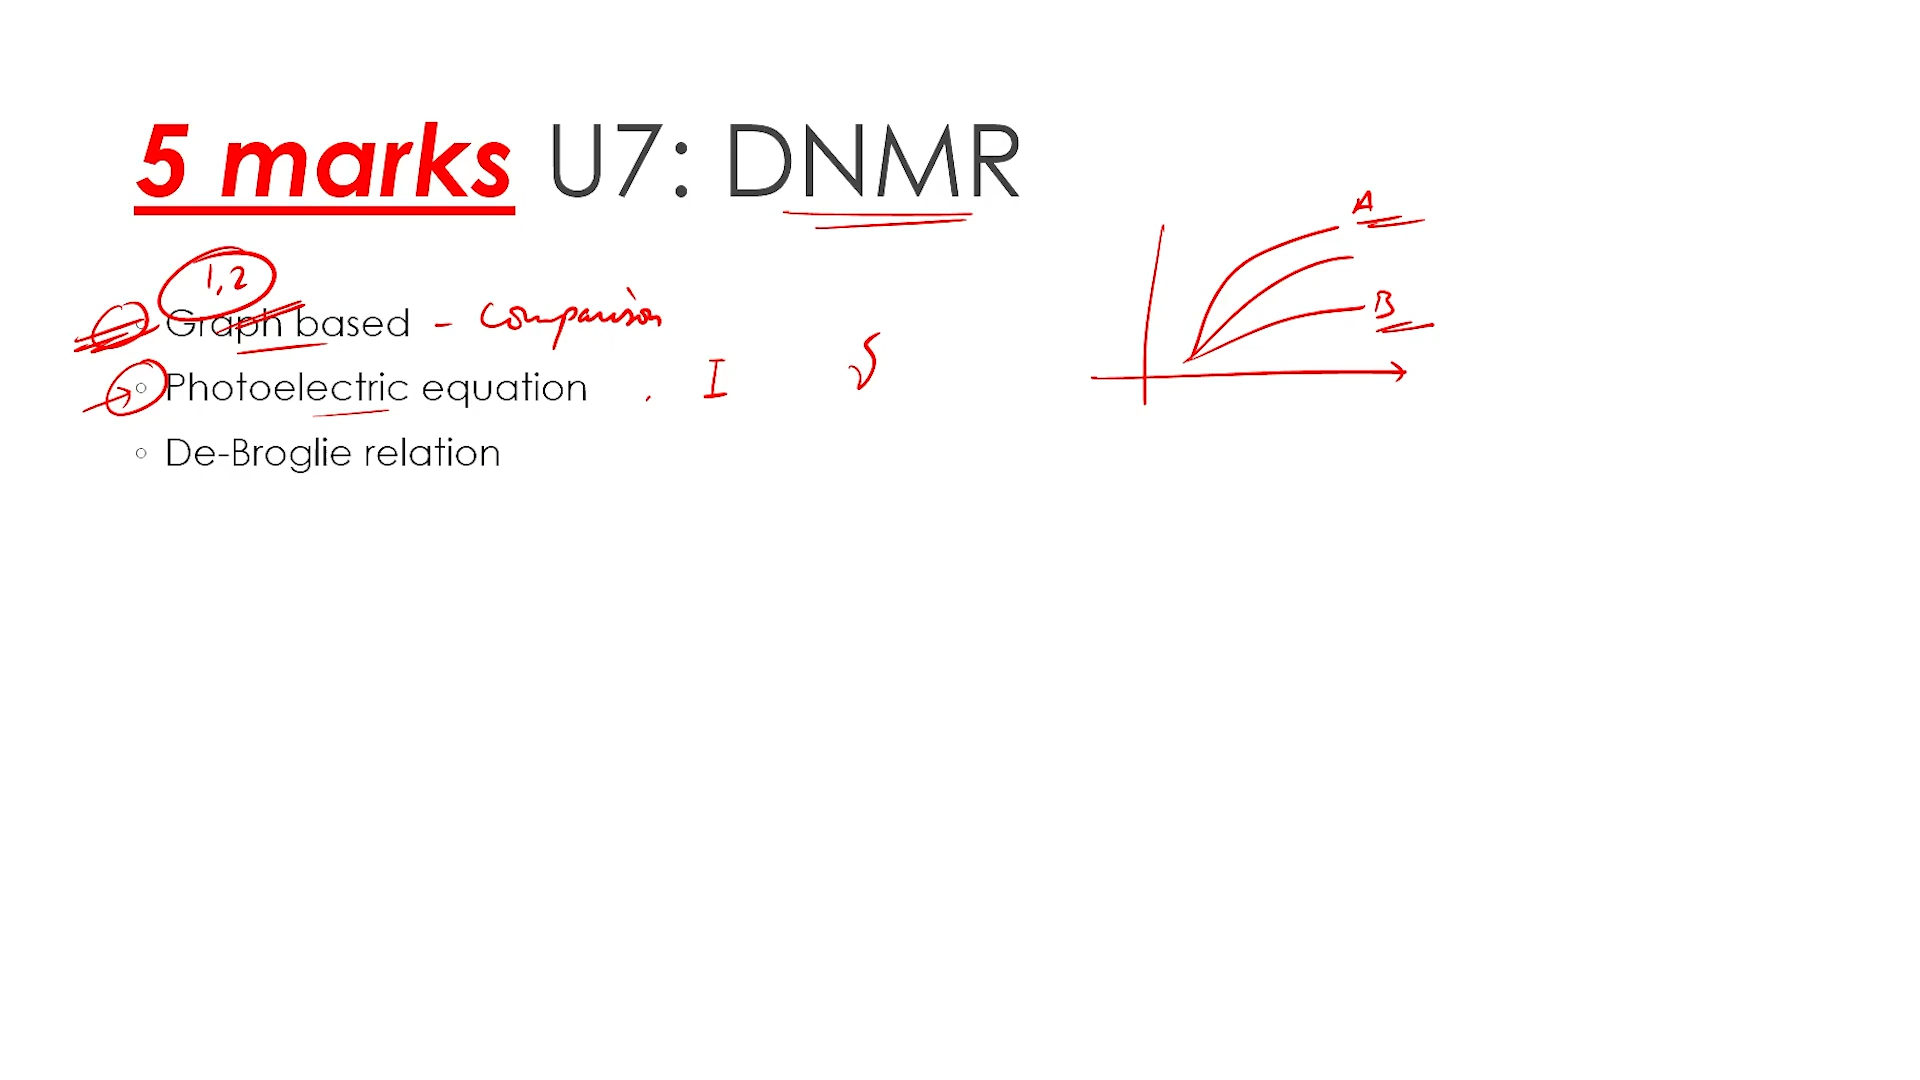 5 marks U7: DNMR
A
1,2
Graph based - comparison
B
Photoelectric equation . I ν
De-Broglie relation